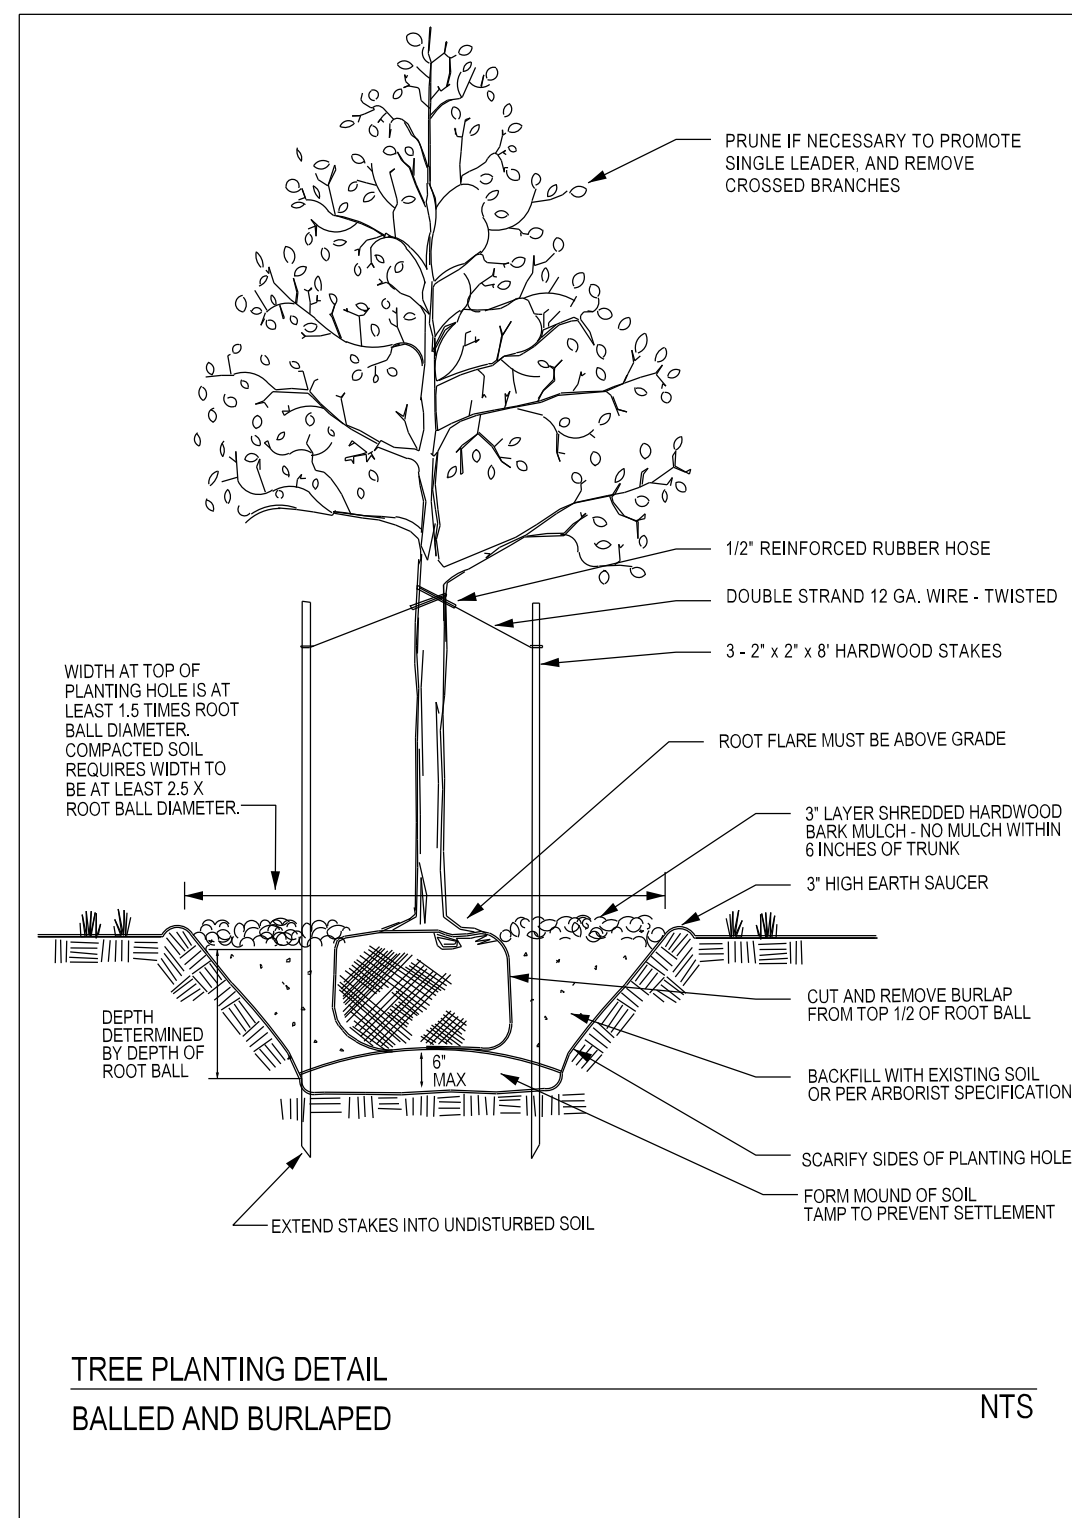 PRUNE IF NECESSARY TO PROMOTE
SINGLE LEADER, AND REMOVE
CROSSED BRANCHES
1/2" REINFORCED RUBBER HOSE
DOUBLE STRAND 12 GA. WIRE - TWISTED
3 - 2" x 2" x 8' HARDWOOD STAKES
WIDTH AT TOP OF
PLANTING HOLE IS AT
LEAST 1.5 TIMES ROOT
BALL DIAMETER.
COMPACTED SOIL
REQUIRES WIDTH TO
BE AT LEAST 2.5 X
ROOT BALL DIAMETER.
ROOT FLARE MUST BE ABOVE GRADE
3" LAYER SHREDDED HARDWOOD
BARK MULCH - NO MULCH WITHIN
6 INCHES OF TRUNK
3" HIGH EARTH SAUCER
CUT AND REMOVE BURLAP
FROM TOP 1/2 OF ROOT BALL
DEPTH
DETERMINED
BY DEPTH OF
ROOT BALL
6"
MAX
BACKFILL WITH EXISTING SOIL
OR PER ARBORIST SPECIFICATION
SCARIFY SIDES OF PLANTING HOLE
FORM MOUND OF SOIL
TAMP TO PREVENT SETTLEMENT
EXTEND STAKES INTO UNDISTURBED SOIL
TREE PLANTING DETAIL
BALLED AND BURLAPED
NTS